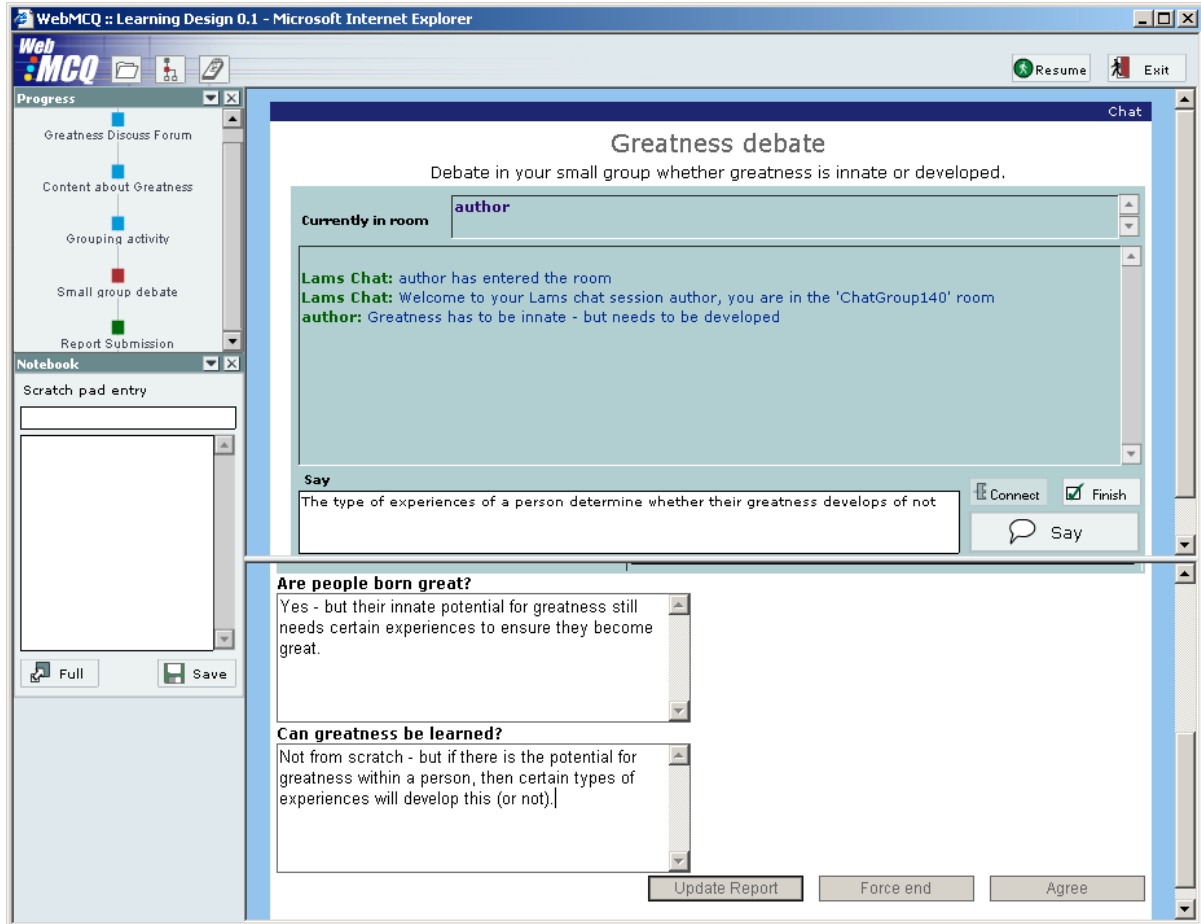 WebMCQ :: Learning Design 0.1 - Microsoft Internet Explorer
Web
MCQ
Resume
Exit
Progress
Greatness Discuss Forum
Content about Greatness
Grouping activity
Small group debate
Report Submission
Notebook
Scratch pad entry
Full
Save
Chat
Greatness debate
Debate in your small group whether greatness is innate or developed.
Currently in room
author
Lams Chat: author has entered the room
Lams Chat: Welcome to your Lams chat session author, you are in the 'ChatGroup140' room
author: Greatness has to be innate - but needs to be developed
Say
The type of experiences of a person determine whether their greatness develops of not
Connect
Finish
Say
Are people born great?
Yes - but their innate potential for greatness still
needs certain experiences to ensure they become
great.
Can greatness be learned?
Not from scratch - but if there is the potential for
greatness within a person, then certain types of
experiences will develop this (or not).
Update Report
Force end
Agree